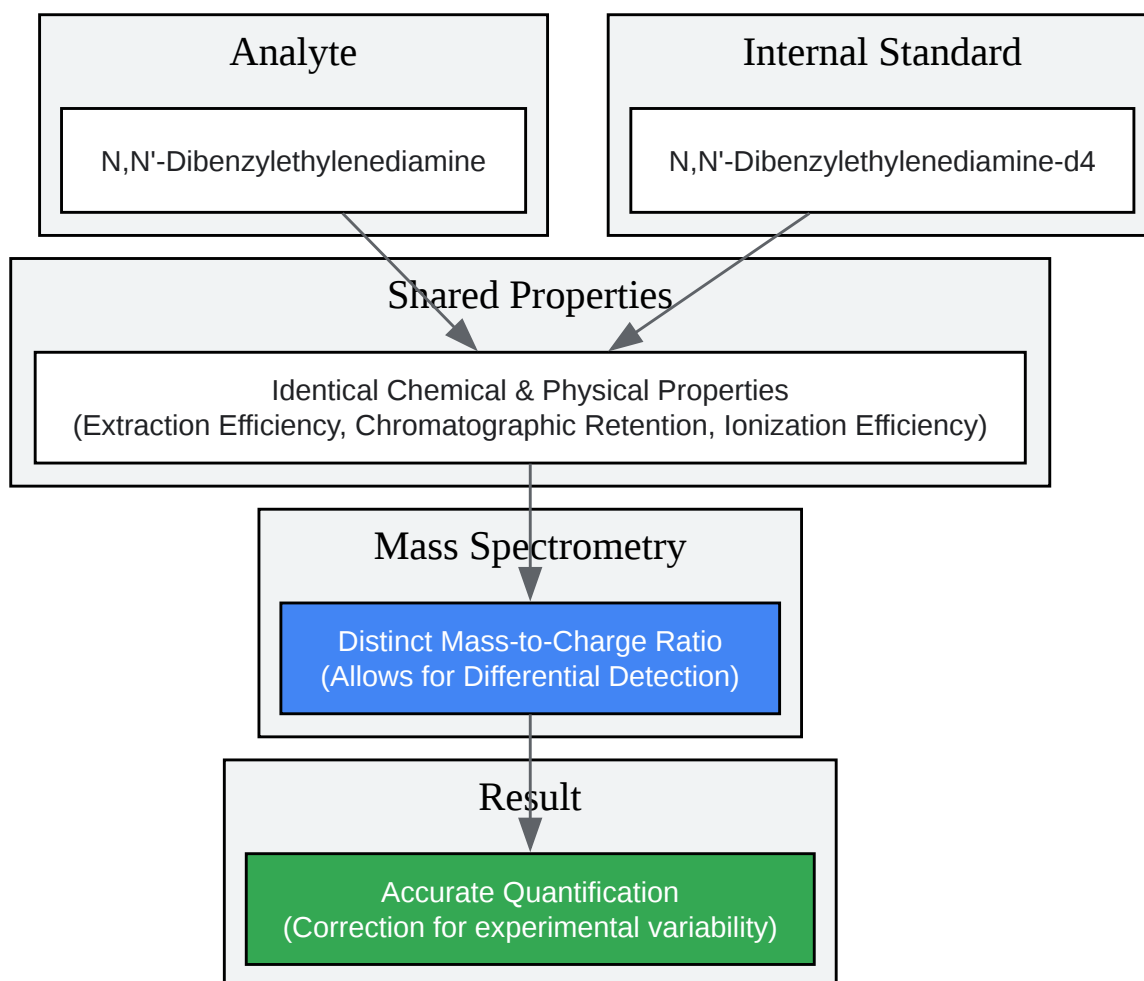 Analyte
Internal Standard
N,N'-Dibenzylethylenediamine
N,N'-Dibenzylethylenediamine-d4
Shared Properties
Identical Chemical & Physical Properties
(Extraction Efficiency, Chromatographic Retention, Ionization Efficiency)
Mass Spectrometry
Distinct Mass-to-Charge Ratio
(Allows for Differential Detection)
Result
Accurate Quantification
(Correction for experimental variability)